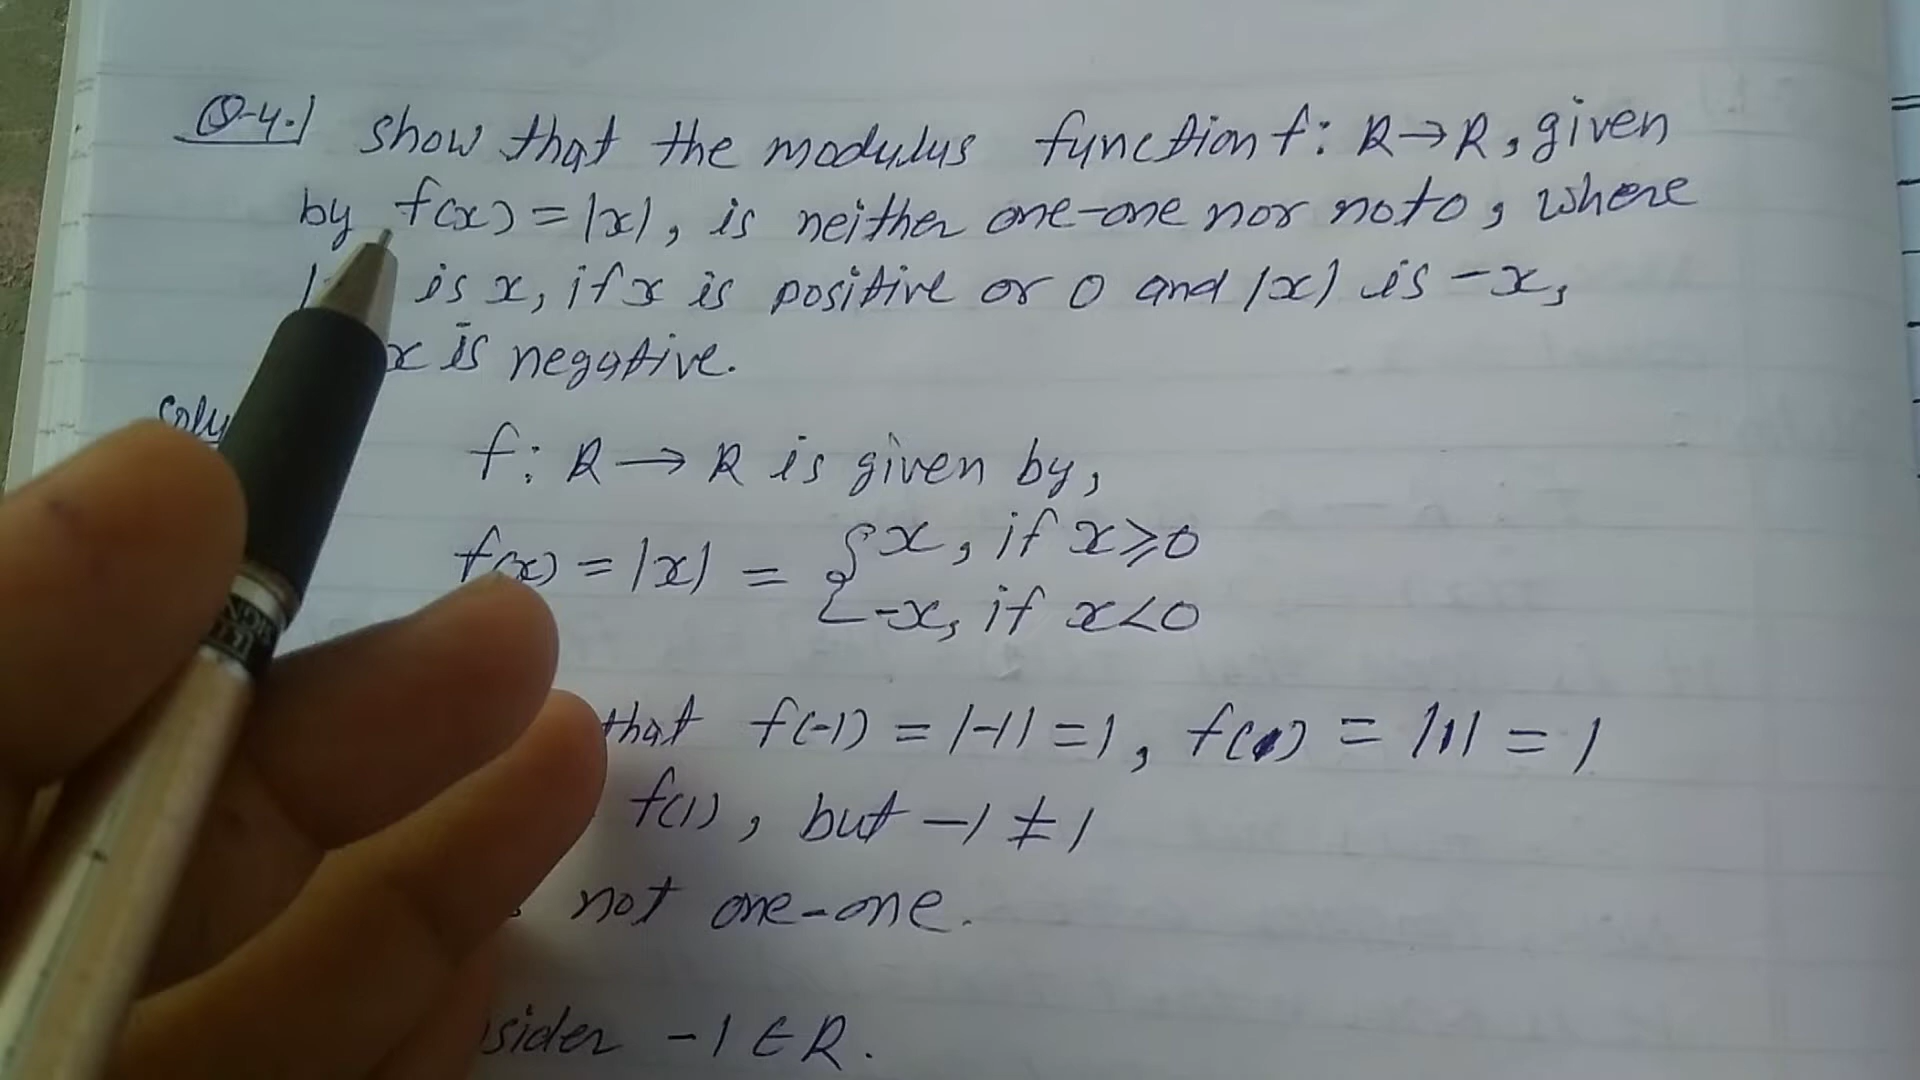 Q-4.) show that the modulus function f: R→R, given
by f(x) = |x|, is neither one-one nor noto, where
is x, if x is positive or 0 and |x| is -x,
x is negative.
Soln
f: R → R is given by,
f(x) = |x| = { x, if x ⩾ 0
-x, if x < 0
that f(-1) = |-1| = 1, f(1) = |1| = 1
f(1), but -1 ≠ 1
not one-one.
-1 ∈ R.